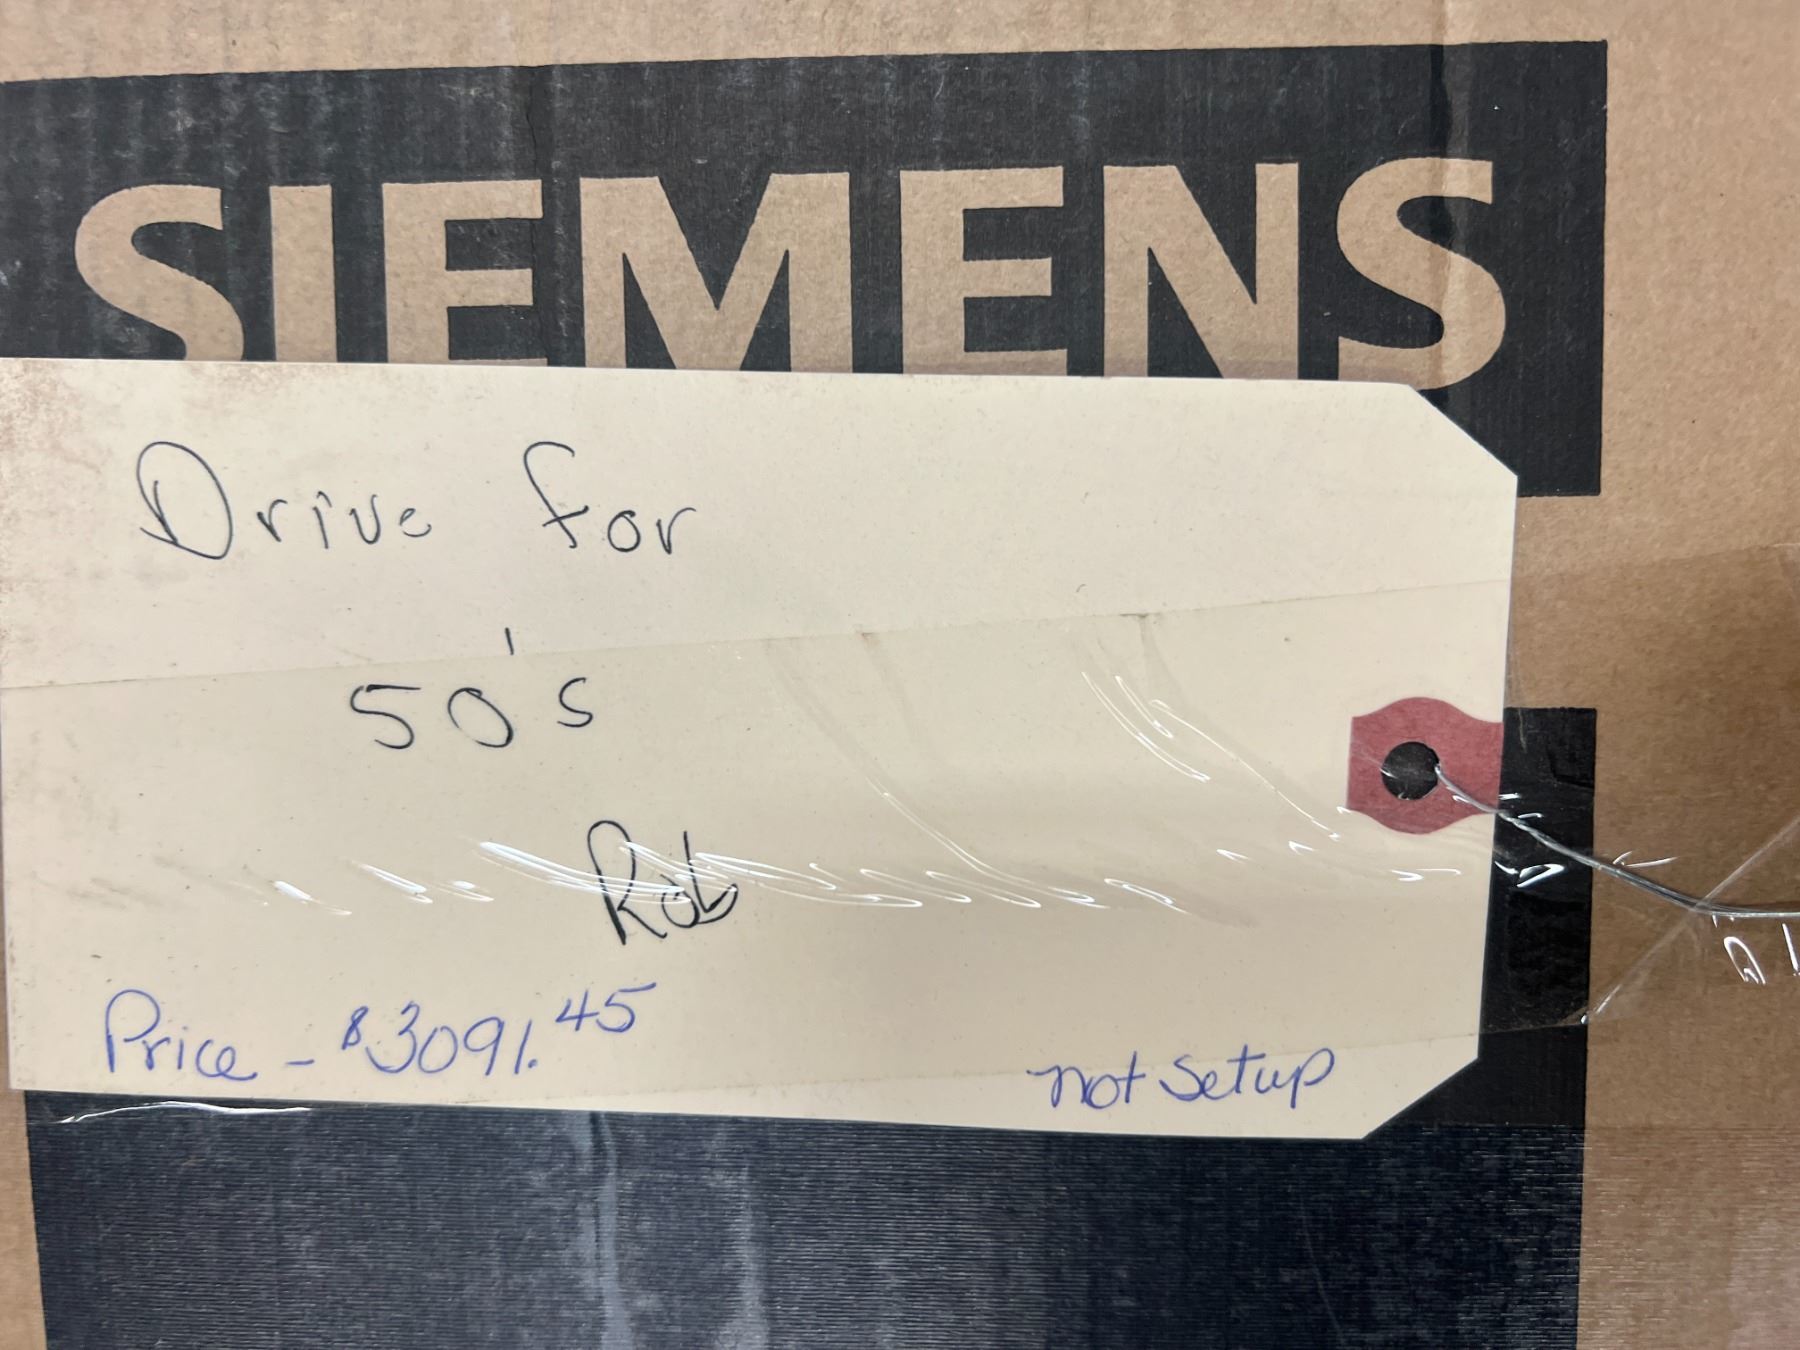 SIEMENS
Drive for
50's
Rob
Price - $3091.45
not setup